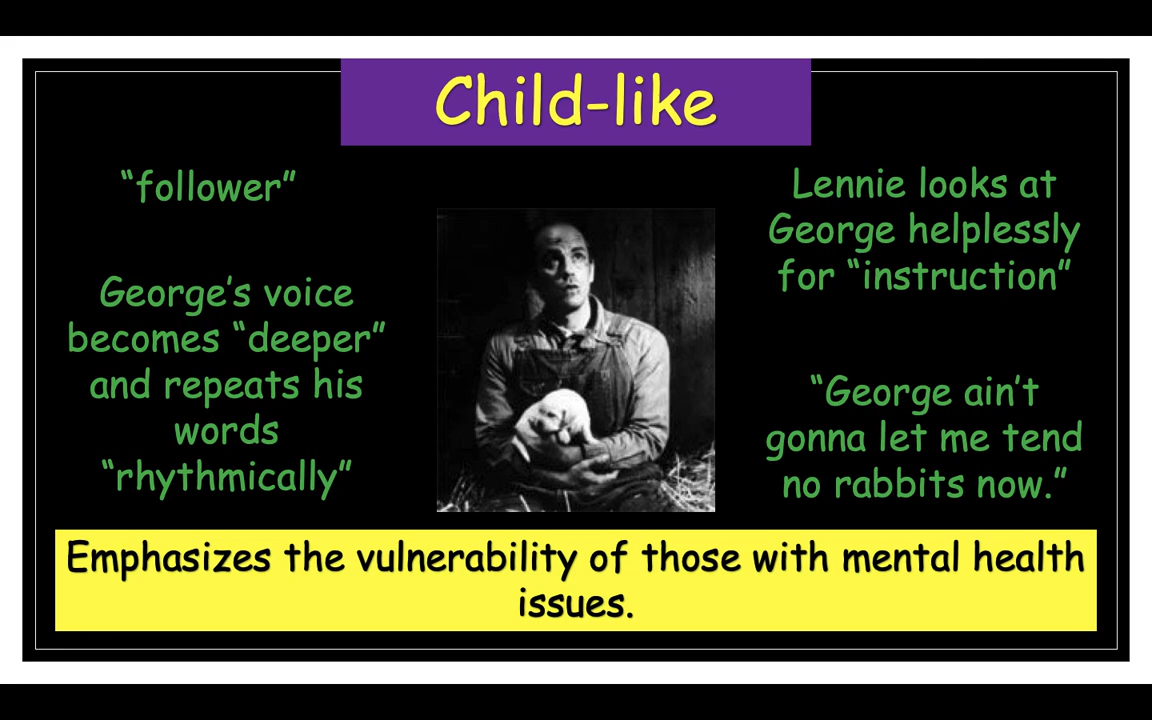 Child-like
“follower”
George’s voice
becomes “deeper”
and repeats his
words
“rhythmically”
Lennie looks at
George helplessly
for “instruction”
“George ain’t
gonna let me tend
no rabbits now.”
Emphasizes the vulnerability of those with mental health
issues.